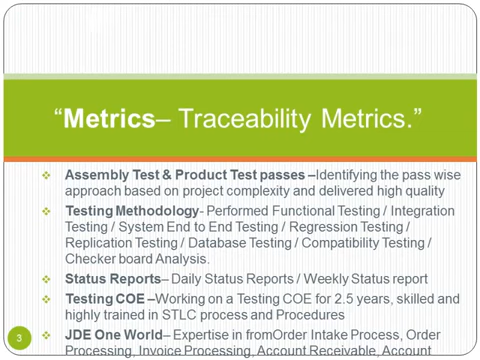 “Metrics– Traceability Metrics.”
Assembly Test & Product Test passes –Identifying the pass wise
approach based on project complexity and delivered high quality
Testing Methodology- Performed Functional Testing / Integration
Testing / System End to End Testing / Regression Testing /
Replication Testing / Database Testing / Compatibility Testing /
Checker board Analysis.
Status Reports– Daily Status Reports / Weekly Status report
Testing COE –Working on a Testing COE for 2.5 years, skilled and
highly trained in STLC process and Procedures
3
JDE One World– Expertise in fromOrder Intake Process, Order
Processing, Invoice Processing, Account Receivable, Account